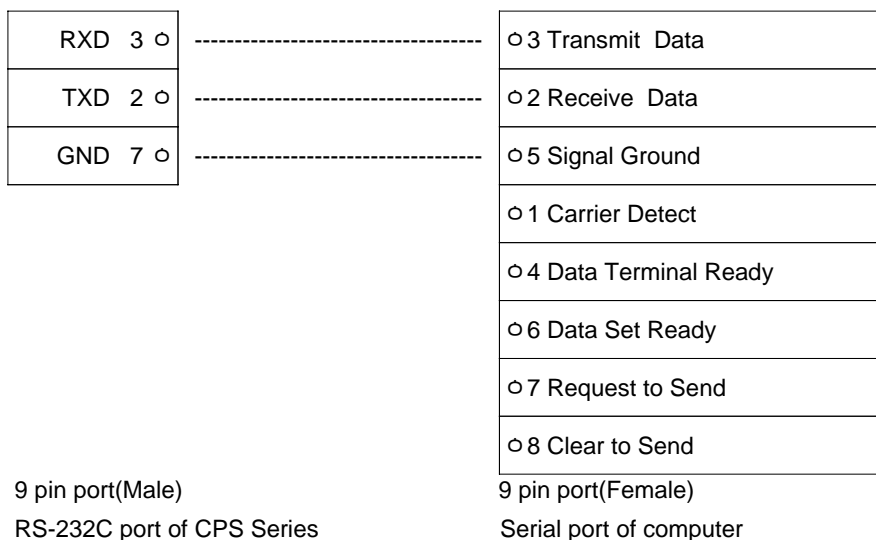 RXD 3 ----------------------------------- 3 Transmit Data
TXD 2 ----------------------------------- 2 Receive Data
GND 7 ----------------------------------- 5 Signal Ground
1 Carrier Detect
4 Data Terminal Ready
6 Data Set Ready
7 Request to Send
8 Clear to Send
9 pin port(Male) 9 pin port(Female)
RS-232C port of CPS Series Serial port of computer